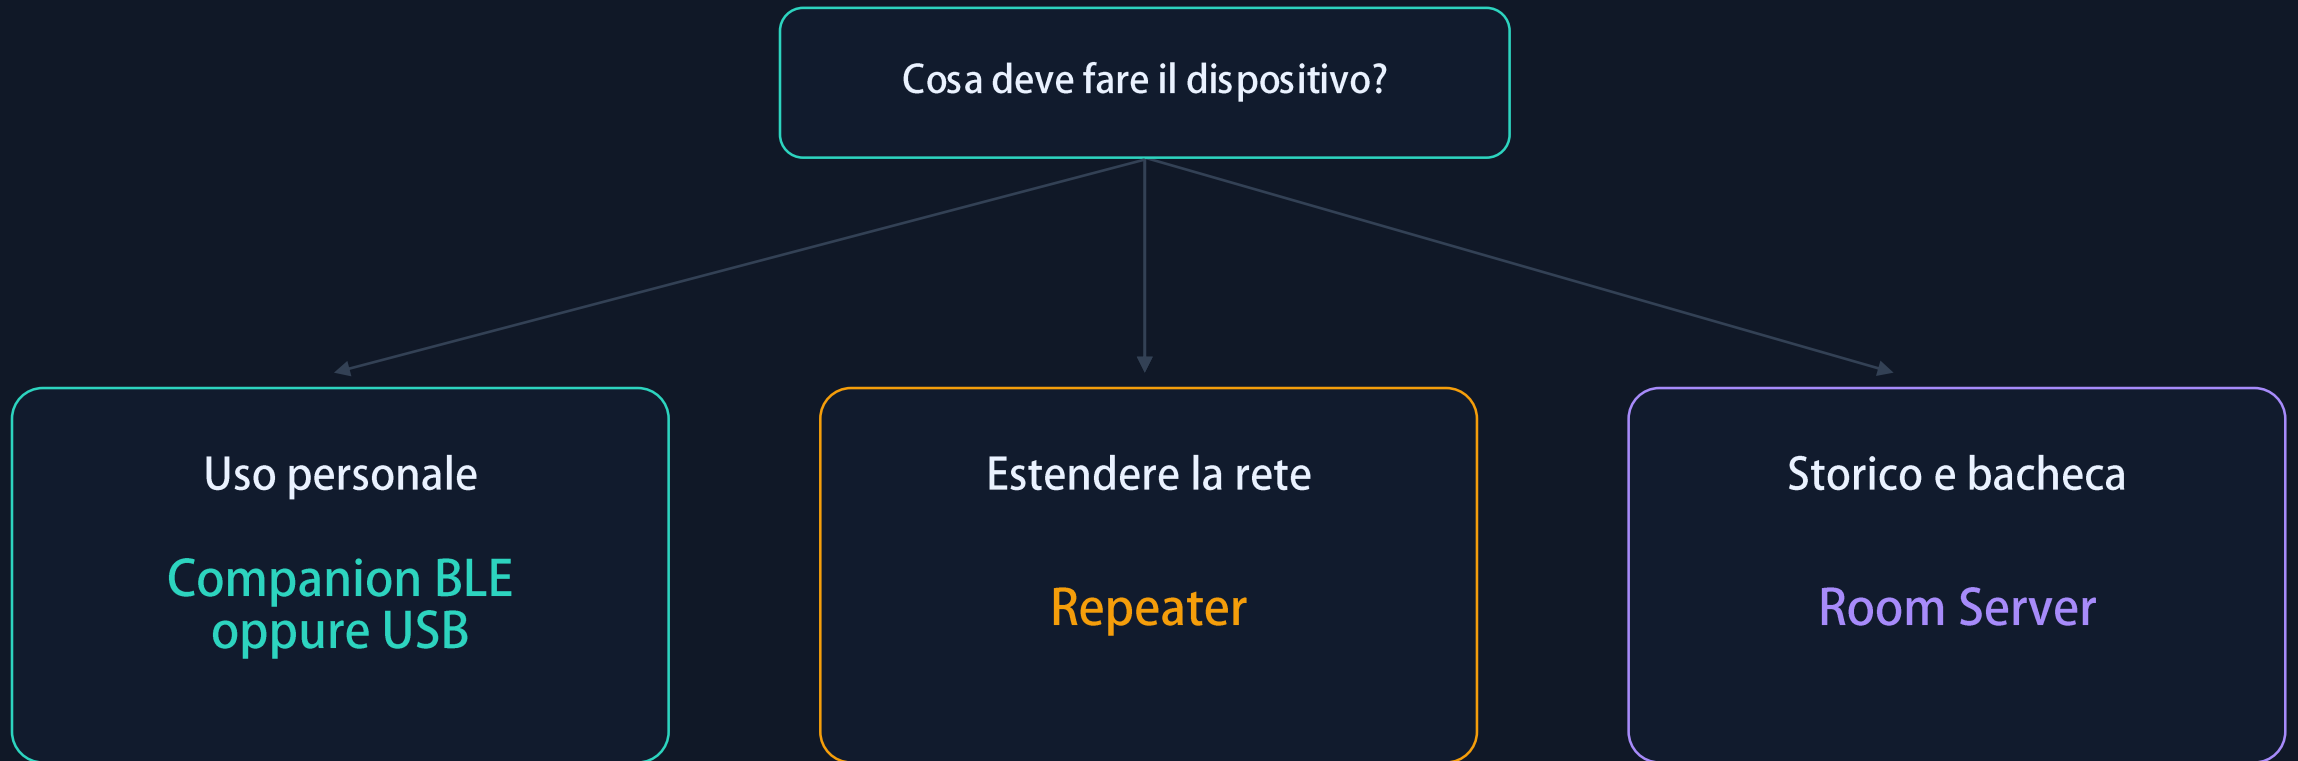 Cosa deve fare il dispositivo?
Uso personale
Companion BLE
oppure USB
Estendere la rete
Repeater
Storico e bacheca
Room Server